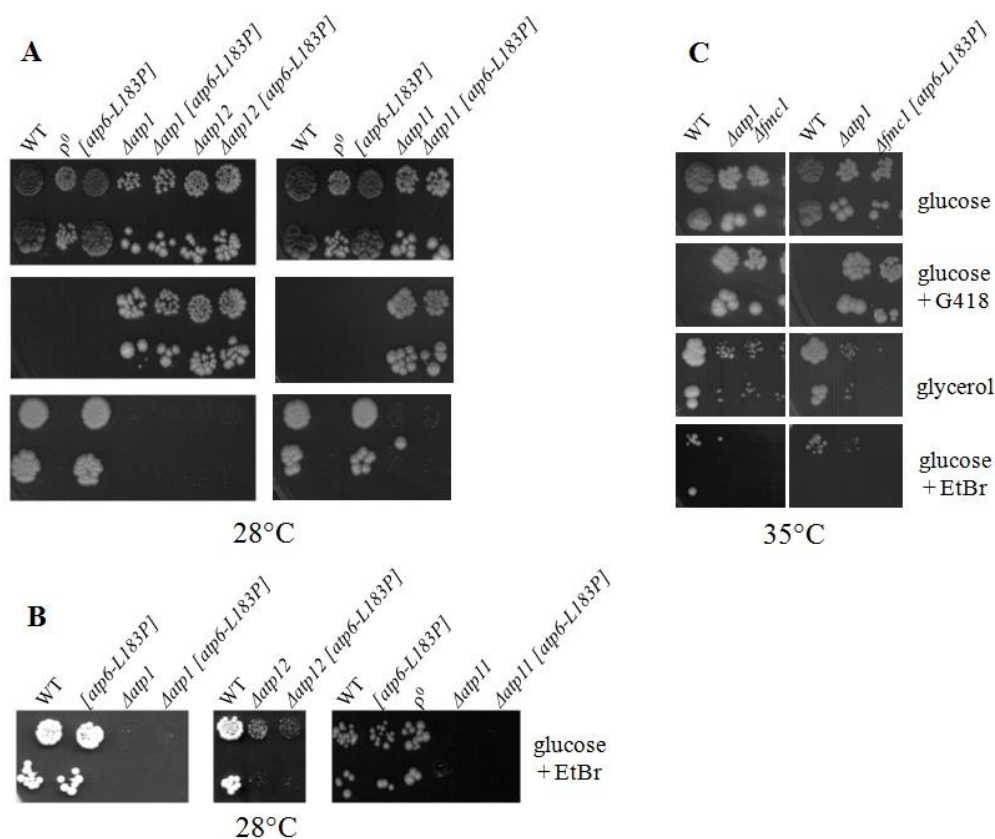 A
WT
ρ⁰
[atp6-L183P]
Δatp1
Δatp1 [atp6-L183P]
Δatp12
Δatp12 [atp6-L183P]
WT
ρ⁰
[atp6-L183P]
Δatp11
Δatp11 [atp6-L183P]
28°C
C
WT
Δatp1
Δfmc1
WT
Δatp1
Δfmc1 [atp6-L183P]
glucose
glucose
+ G418
glycerol
glucose
+ EtBr
35°C
B
WT
[atp6-L183P]
Δatp1
Δatp1 [atp6-L183P]
WT
Δatp12
Δatp12 [atp6-L183P]
WT
[atp6-L183P]
ρ⁰
Δatp11
Δatp11 [atp6-L183P]
glucose
+ EtBr
28°C